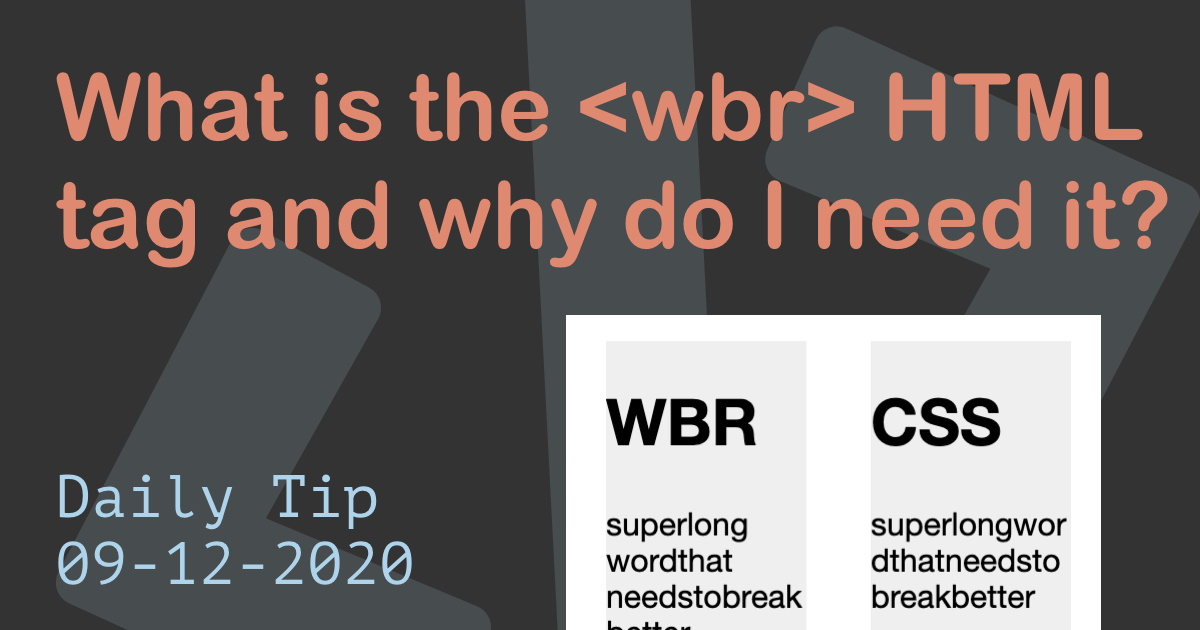 What is the <wbr> HTML
tag and why do I need it?
Daily Tip
09-12-2020
WBR
superlong
wordthat
needstobreak
better
CSS
superlongwor
dthatneedsto
breakbetter